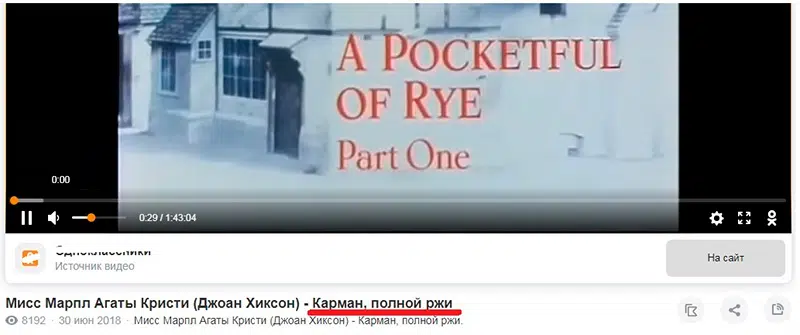 A POCKETFUL
OF RYE
Part One
0:00
0:29 / 1:43:04
Одноклассники
Источник видео
На сайт
Мисс Марпл Агаты Кристи (Джоан Хиксон) - Карман, полной ржи
8192 · 30 июн 2018 · Мисс Марпл Агаты Кристи (Джоан Хиксон) - Карман, полной ржи.